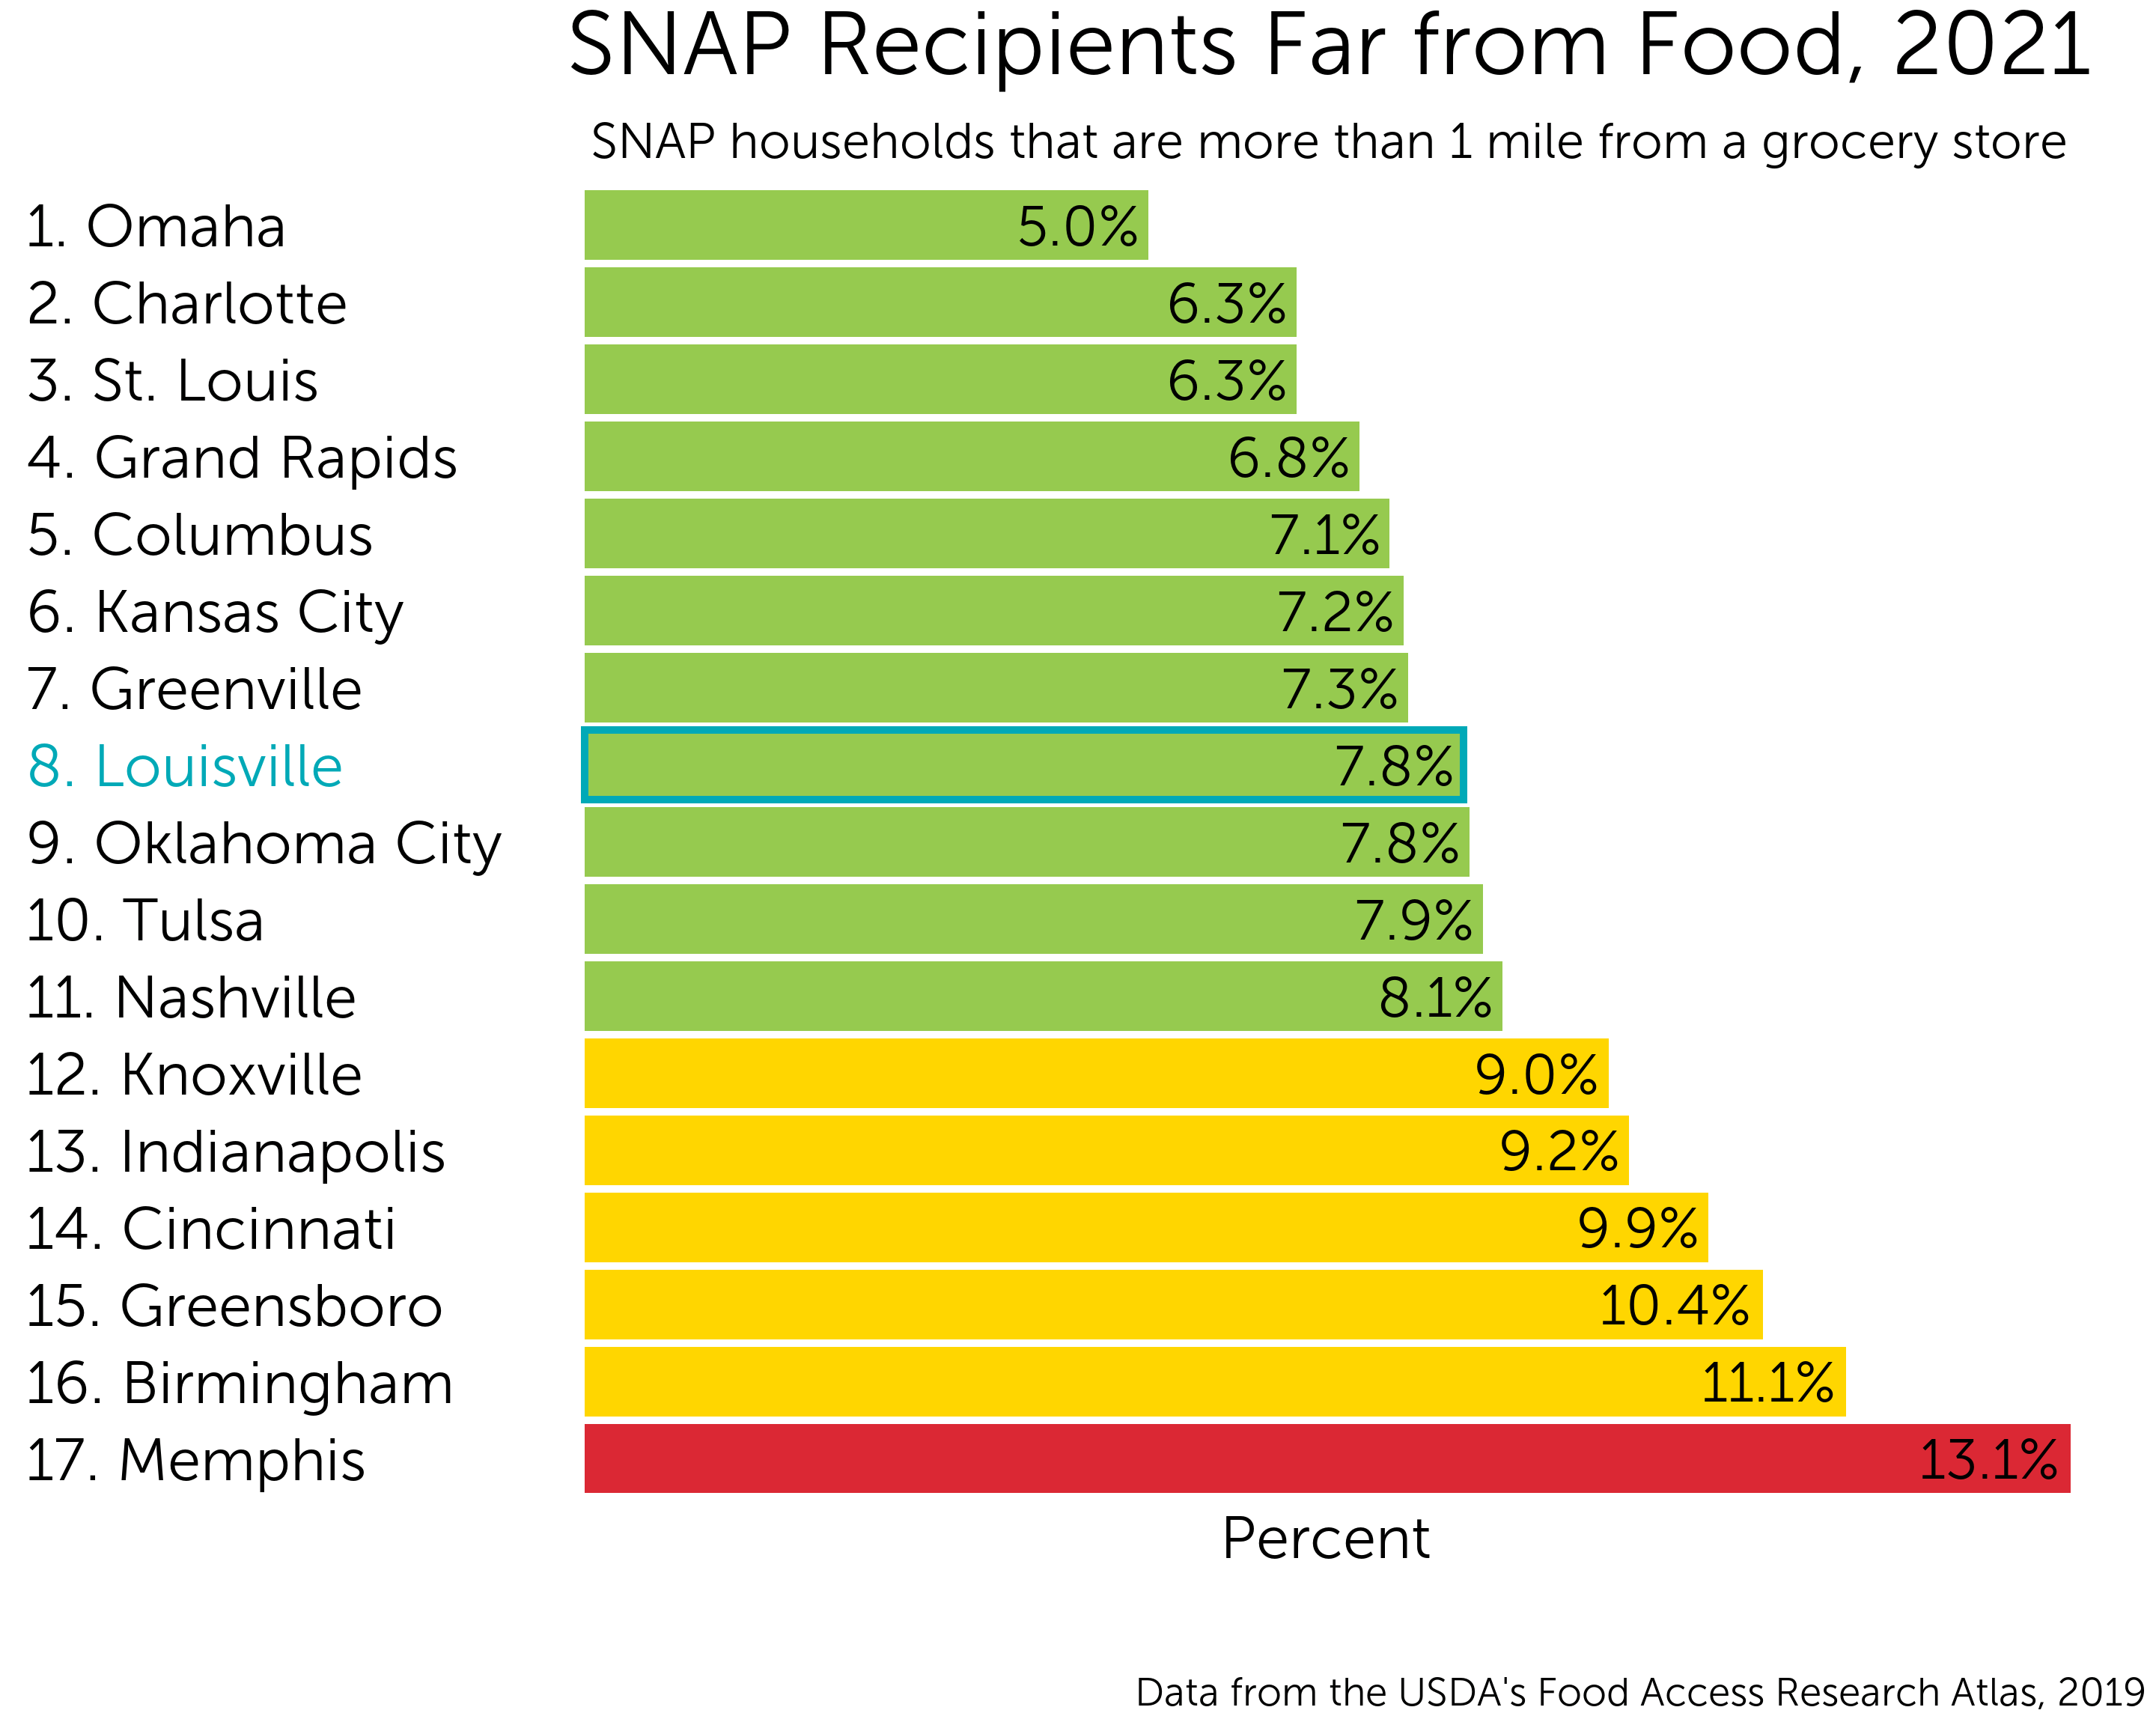 SNAP Recipients Far from Food, 2021
SNAP households that are more than 1 mile from a grocery store
1. Omaha 5.0%
2. Charlotte 6.3%
3. St. Louis 6.3%
4. Grand Rapids 6.8%
5. Columbus 7.1%
6. Kansas City 7.2%
7. Greenville 7.3%
8. Louisville 7.8%
9. Oklahoma City 7.8%
10. Tulsa 7.9%
11. Nashville 8.1%
12. Knoxville 9.0%
13. Indianapolis 9.2%
14. Cincinnati 9.9%
15. Greensboro 10.4%
16. Birmingham 11.1%
17. Memphis 13.1%
Percent
Data from the USDA's Food Access Research Atlas, 2019